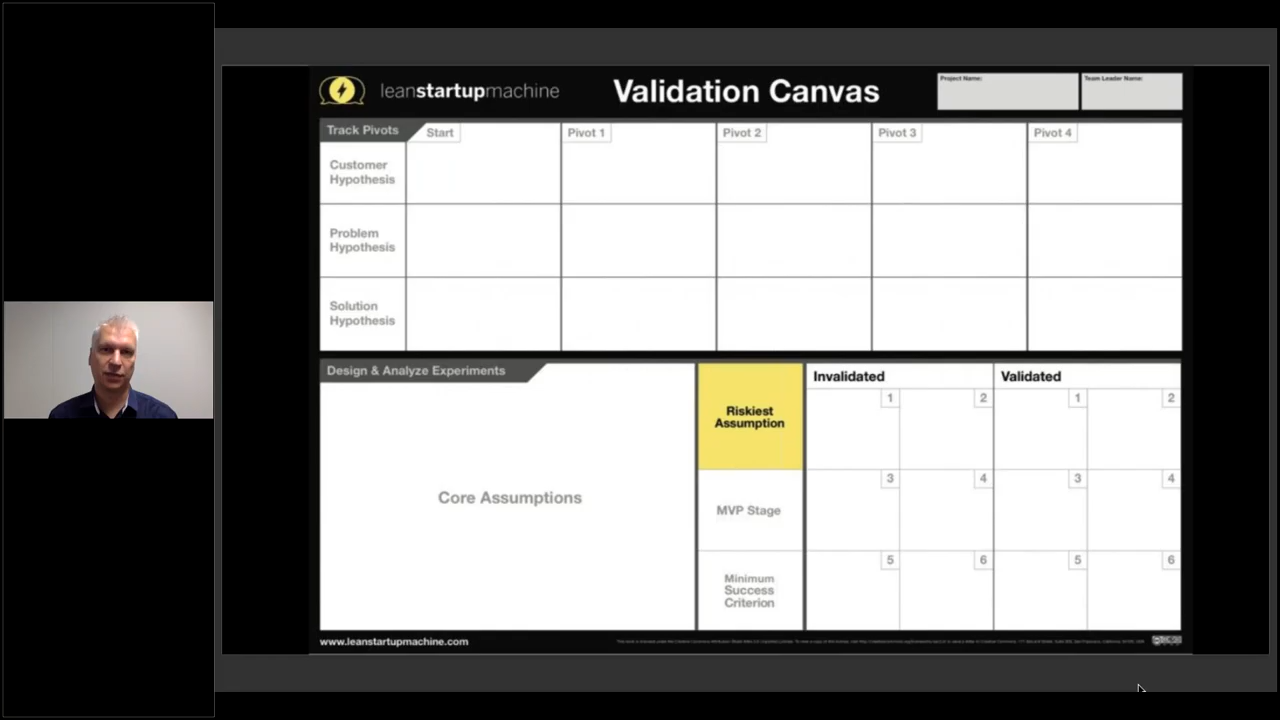 leanstartupmachine
Validation Canvas
Project Name:
Team Leader Name:
Track Pivots
Start
Pivot 1
Pivot 2
Pivot 3
Pivot 4
Customer
Hypothesis
Problem
Hypothesis
Solution
Hypothesis
Design & Analyze Experiments
Core Assumptions
Riskiest
Assumption
MVP Stage
Minimum
Success
Criterion
Invalidated
1
2
3
4
5
6
Validated
1
2
3
4
5
6
www.leanstartupmachine.com